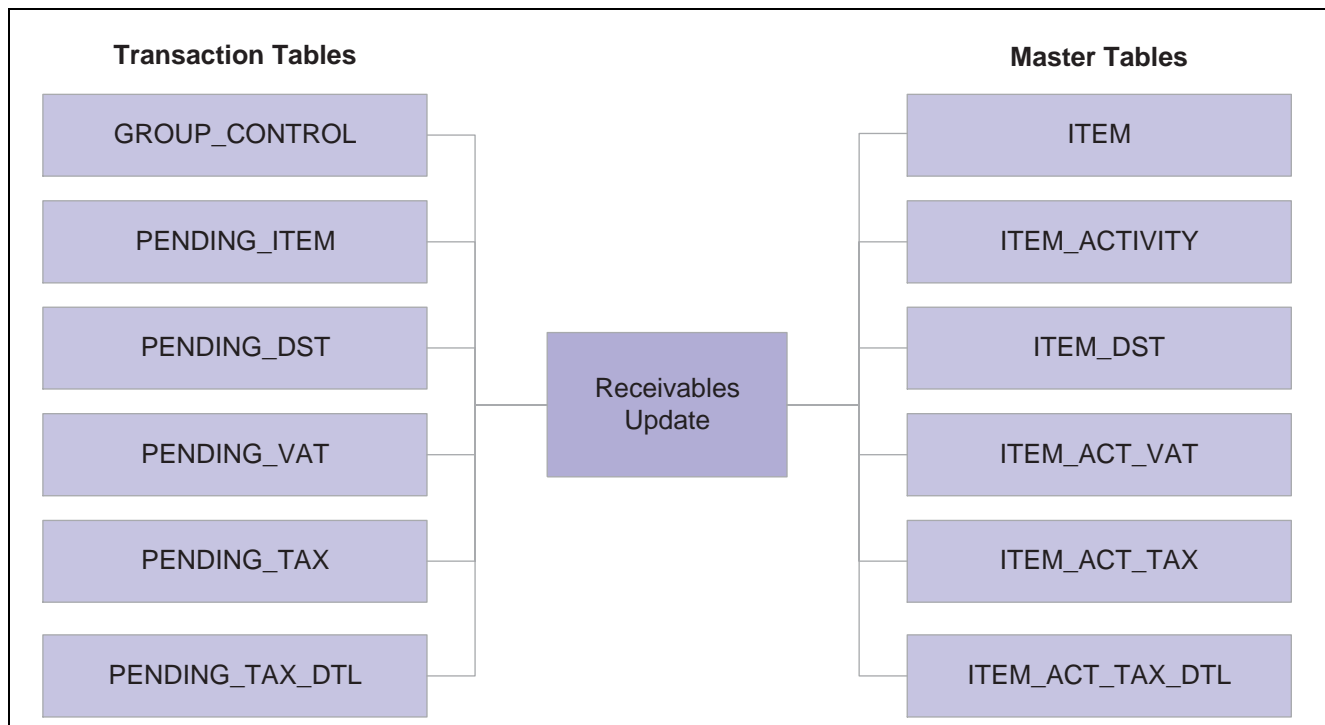 Transaction Tables
GROUP_CONTROL
PENDING_ITEM
PENDING_DST
PENDING_VAT
PENDING_TAX
PENDING_TAX_DTL
Receivables
Update
Master Tables
ITEM
ITEM_ACTIVITY
ITEM_DST
ITEM_ACT_VAT
ITEM_ACT_TAX
ITEM_ACT_TAX_DTL